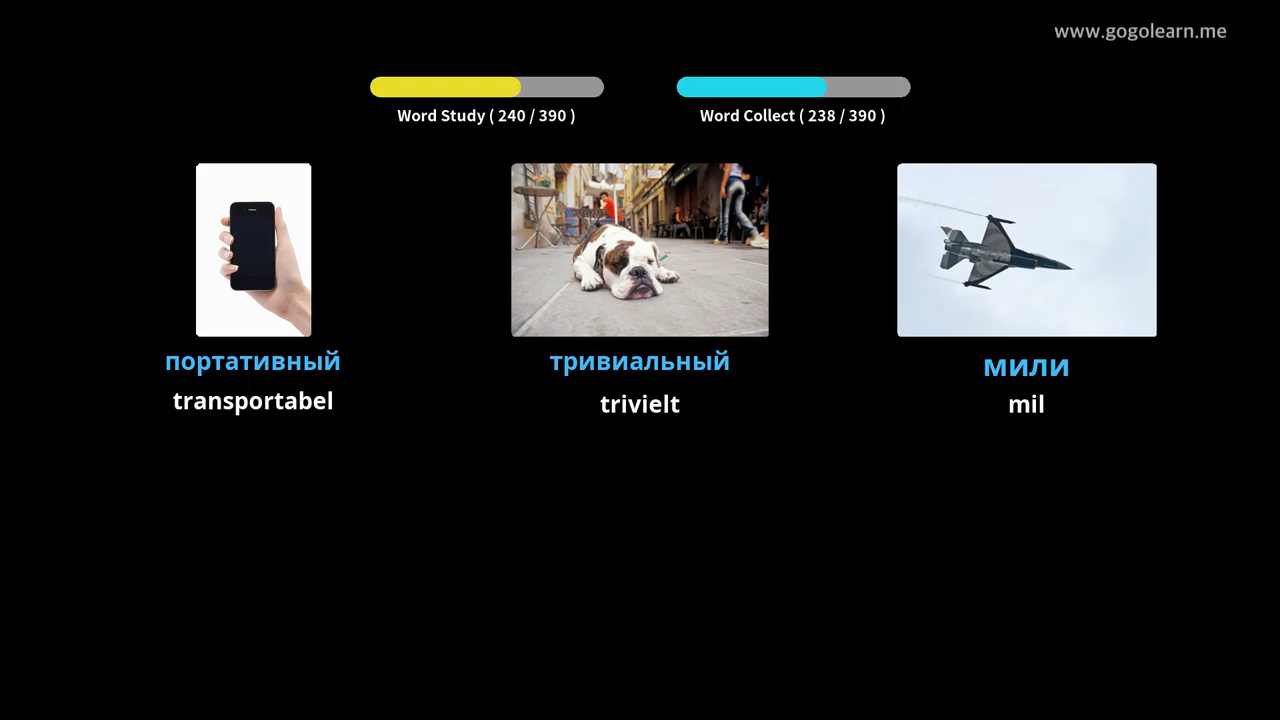 www.gogolearn.me
Word Study ( 240 / 390 )
Word Collect ( 238 / 390 )
портативный
transportabel
тривиальный
trivielt
мили
mil